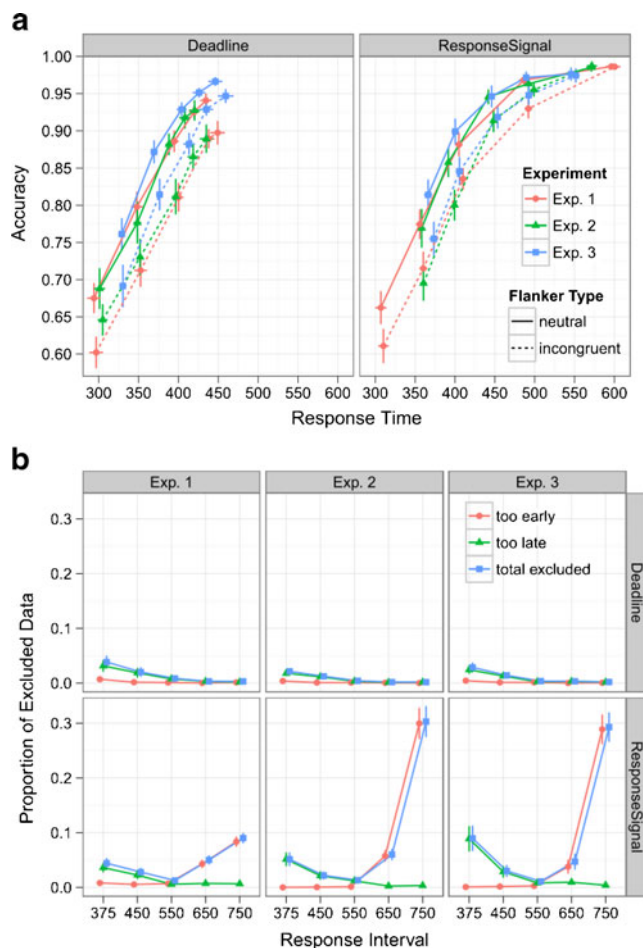 a
Deadline
ResponseSignal
1.00
0.95
0.90
0.85
0.80
0.75
0.70
0.65
0.60
Accuracy
Experiment
Exp. 1
Exp. 2
Exp. 3
Flanker Type
neutral
incongruent
300 350 400 450 500 550 600
300 350 400 450 500 550 600
Response Time
b
Exp. 1
Exp. 2
Exp. 3
0.3
0.2
0.1
0.0
too early
too late
total excluded
Deadline
Proportion of Excluded Data
0.3
0.2
0.1
0.0
ResponseSignal
375 450 550 650 750
375 450 550 650 750
375 450 550 650 750
Response Interval